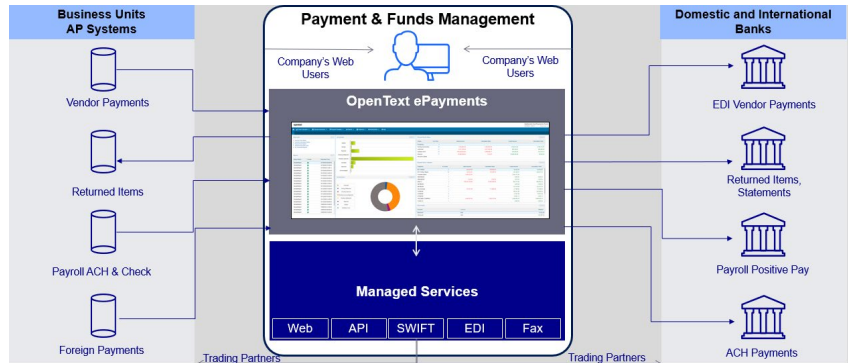 Business Units
AP Systems
Vendor Payments
Returned Items
Payroll ACH & Check
Foreign Payments
Payment & Funds Management
Company's Web
Users
Company's Web
Users
OpenText ePayments
Managed Services
Web
API
SWIFT
EDI
Fax
Trading Partners
Trading Partners
Domestic and International
Banks
EDI Vendor Payments
Returned Items,
Statements
Payroll Positive Pay
ACH Payments